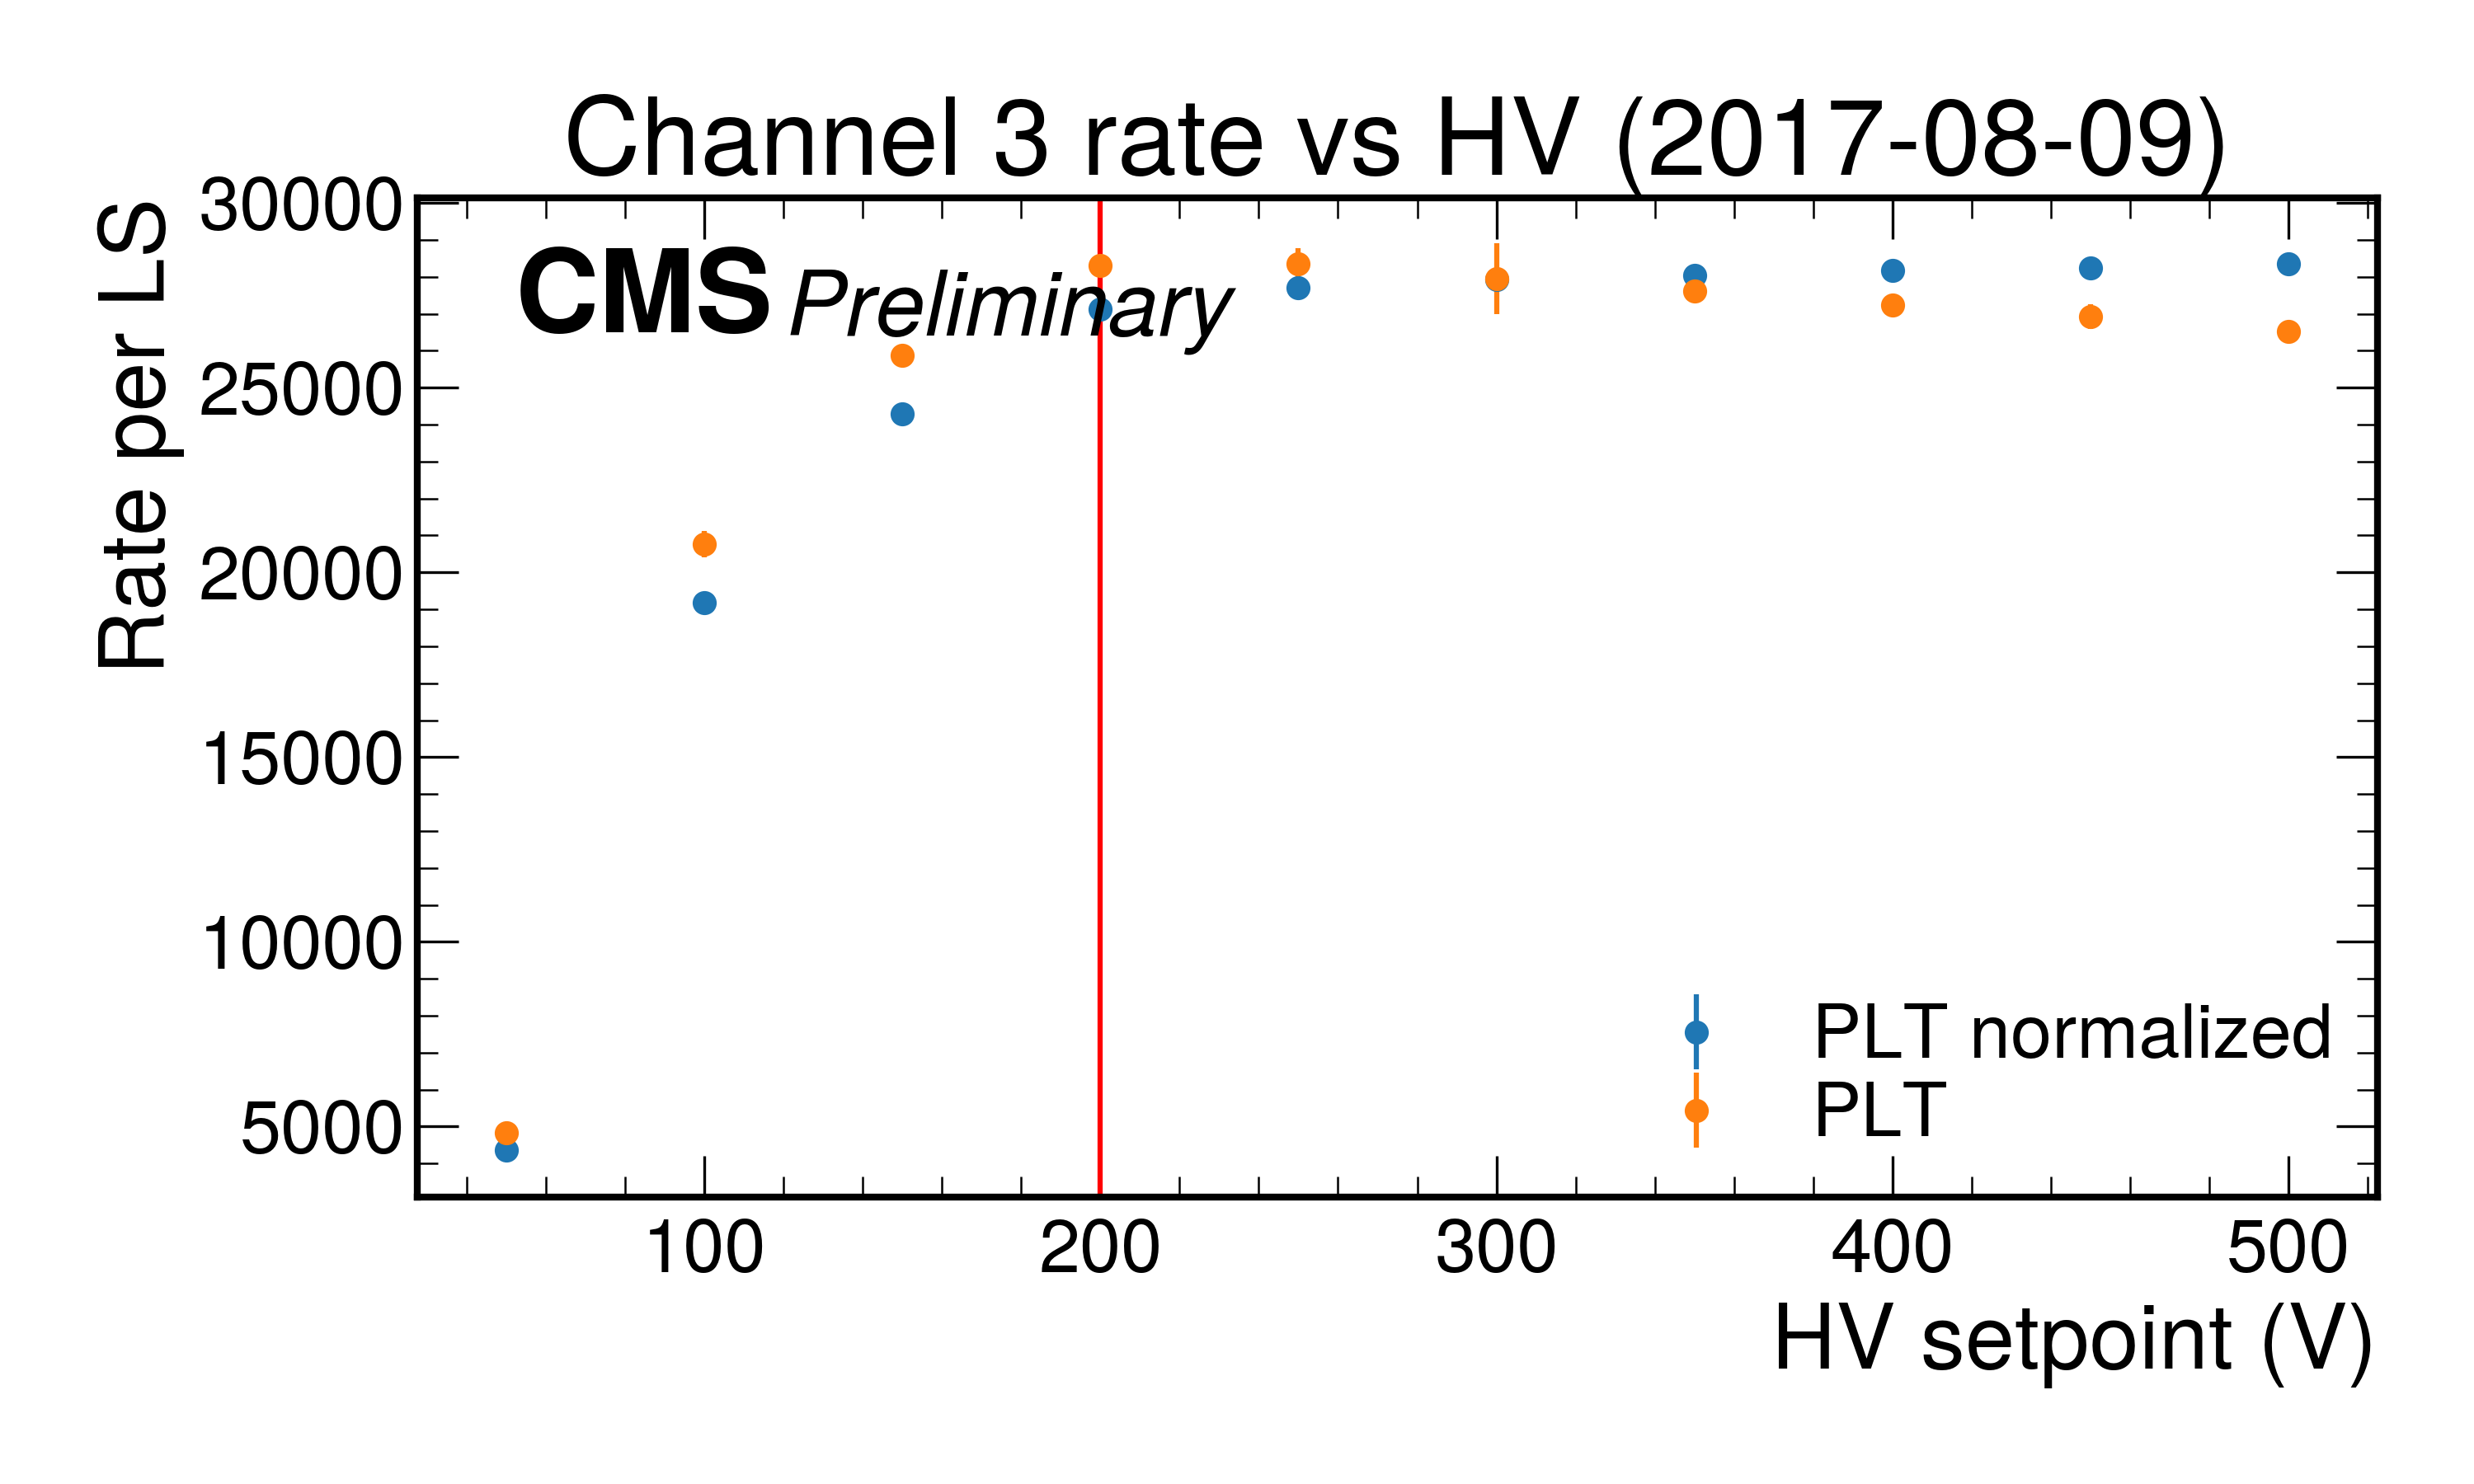 Channel 3 rate vs HV (2017-08-09)
CMS Preliminary
Rate per LS
30000
25000
20000
15000
10000
5000
PLT normalized
PLT
100 200 300 400 500
HV setpoint (V)